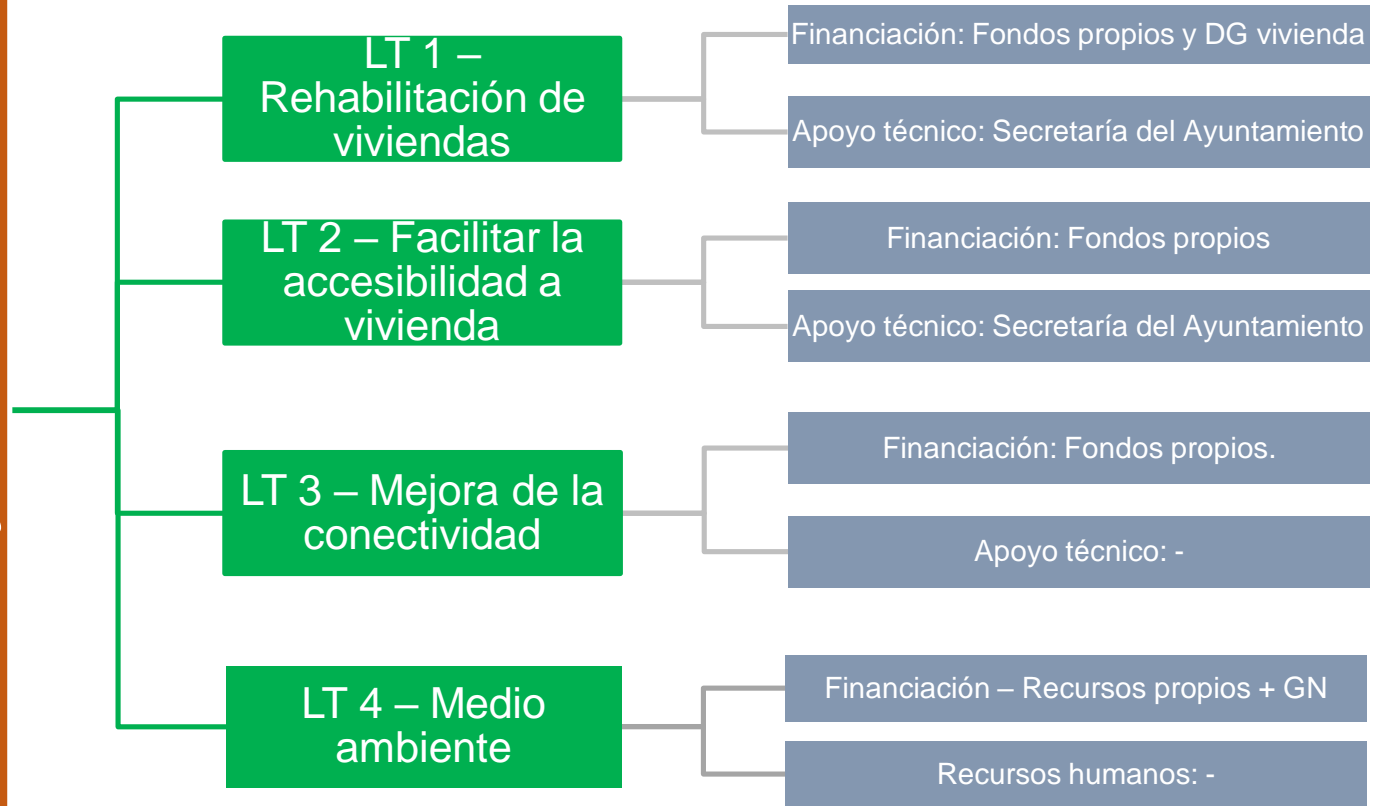 LT 1 –
Rehabilitación de
viviendas
Financiación: Fondos propios y DG vivienda
Apoyo técnico: Secretaría del Ayuntamiento
LT 2 – Facilitar la
accesibilidad a
vivienda
Financiación: Fondos propios
Apoyo técnico: Secretaría del Ayuntamiento
LT 3 – Mejora de la
conectividad
Financiación: Fondos propios.
Apoyo técnico: -
LT 4 – Medio
ambiente
Financiación – Recursos propios + GN
Recursos humanos: -